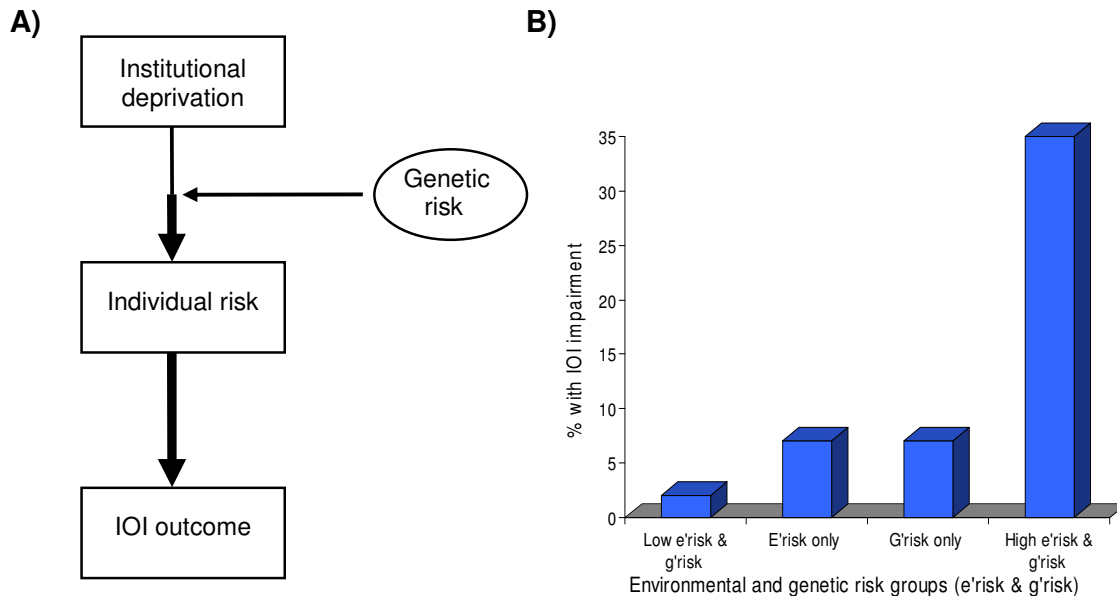 A)
Institutional
deprivation
Genetic
risk
Individual risk
IOI outcome
B)
% with IOI impairment
35
30
25
20
15
10
5
0
Low e'risk &
g'risk
E'risk only
G'risk only
High e'risk &
g'risk
Environmental and genetic risk groups (e'risk & g'risk)